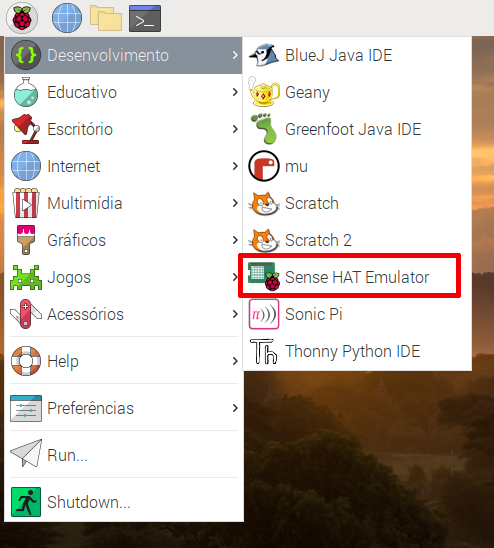 Desenvolvimento
Educativo
Escritório
Internet
Multimídia
Gráficos
Jogos
Acessórios
Help
Preferências
Run...
Shutdown...
BlueJ Java IDE
Geany
Greenfoot Java IDE
mu
Scratch
Scratch 2
Sense HAT Emulator
Sonic Pi
Thonny Python IDE